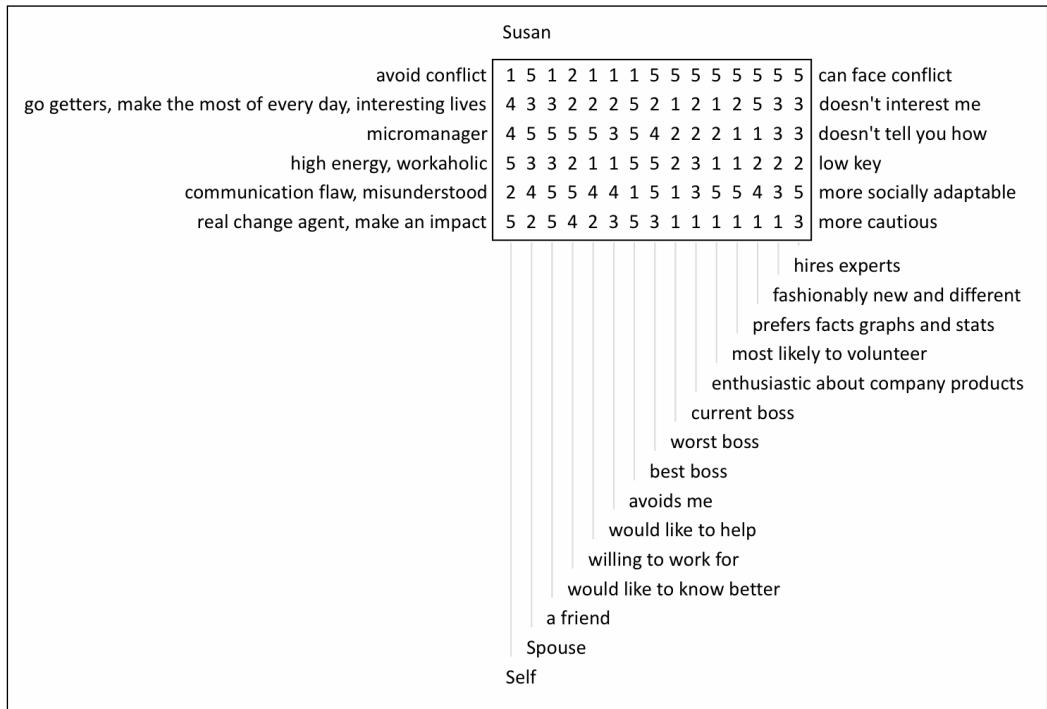 Susan
avoid conflict 1 5 1 2 1 1 1 5 5 5 5 5 5 5 5 can face conflict
go getters, make the most of every day, interesting lives 4 3 3 2 2 2 5 2 1 2 1 2 5 3 3 doesn't interest me
micromanager 4 5 5 5 5 3 5 4 2 2 2 1 1 3 3 doesn't tell you how
high energy, workaholic 5 3 3 2 1 1 5 5 2 3 1 1 2 2 2 low key
communication flaw, misunderstood 2 4 5 5 4 4 1 5 1 3 5 5 4 3 5 more socially adaptable
real change agent, make an impact 5 2 5 4 2 3 5 3 1 1 1 1 1 1 3 more cautious
hires experts
fashionably new and different
prefers facts graphs and stats
most likely to volunteer
enthusiastic about company products
current boss
worst boss
best boss
avoids me
would like to help
willing to work for
would like to know better
a friend
Spouse
Self